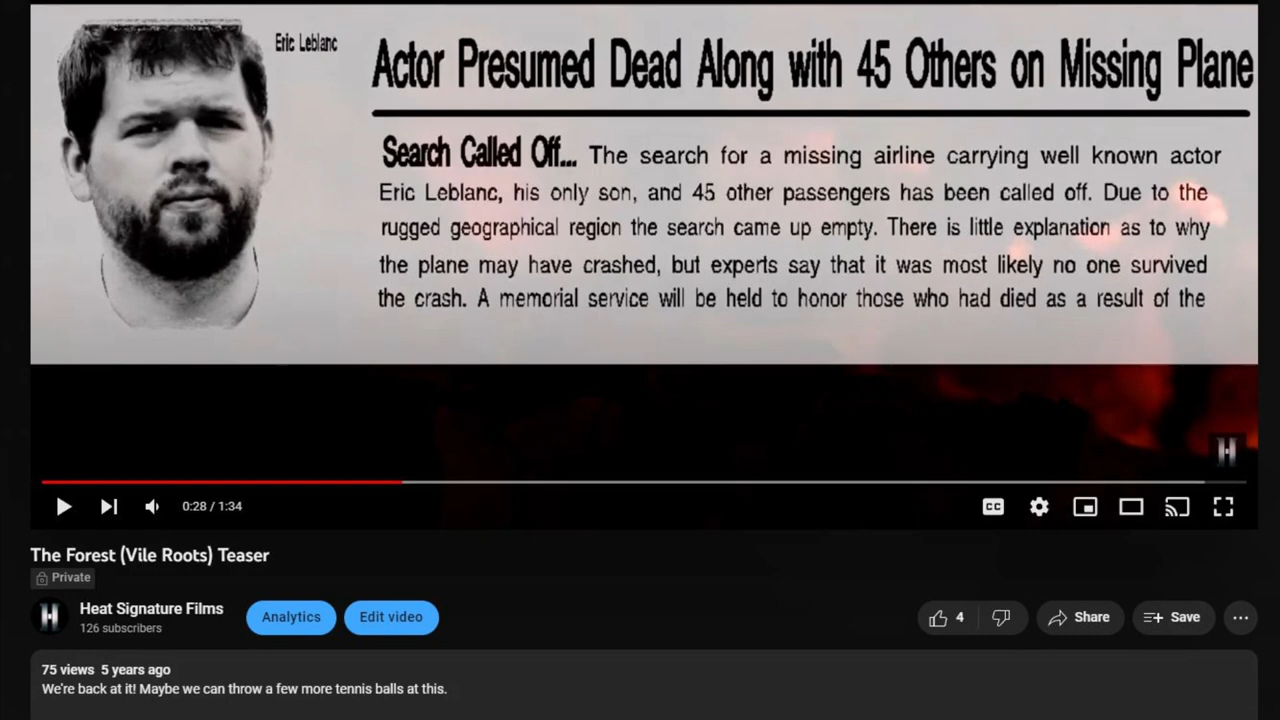 Eric Leblanc
Actor Presumed Dead Along with 45 Others on Missing Plane
Search Called Off... The search for a missing airline carrying well known actor
Eric Leblanc, his only son, and 45 other passengers has been called off. Due to the
rugged geographical region the search came up empty. There is little explanation as to why
the plane may have crashed, but experts say that it was most likely no one survived
the crash. A memorial service will be held to honor those who had died as a result of the
H
0:28 / 1:34
CC
The Forest (Vile Roots) Teaser
Private
H
Heat Signature Films
126 subscribers
Analytics
Edit video
4
Share
Save
75 views 5 years ago
We're back at it! Maybe we can throw a few more tennis balls at this.